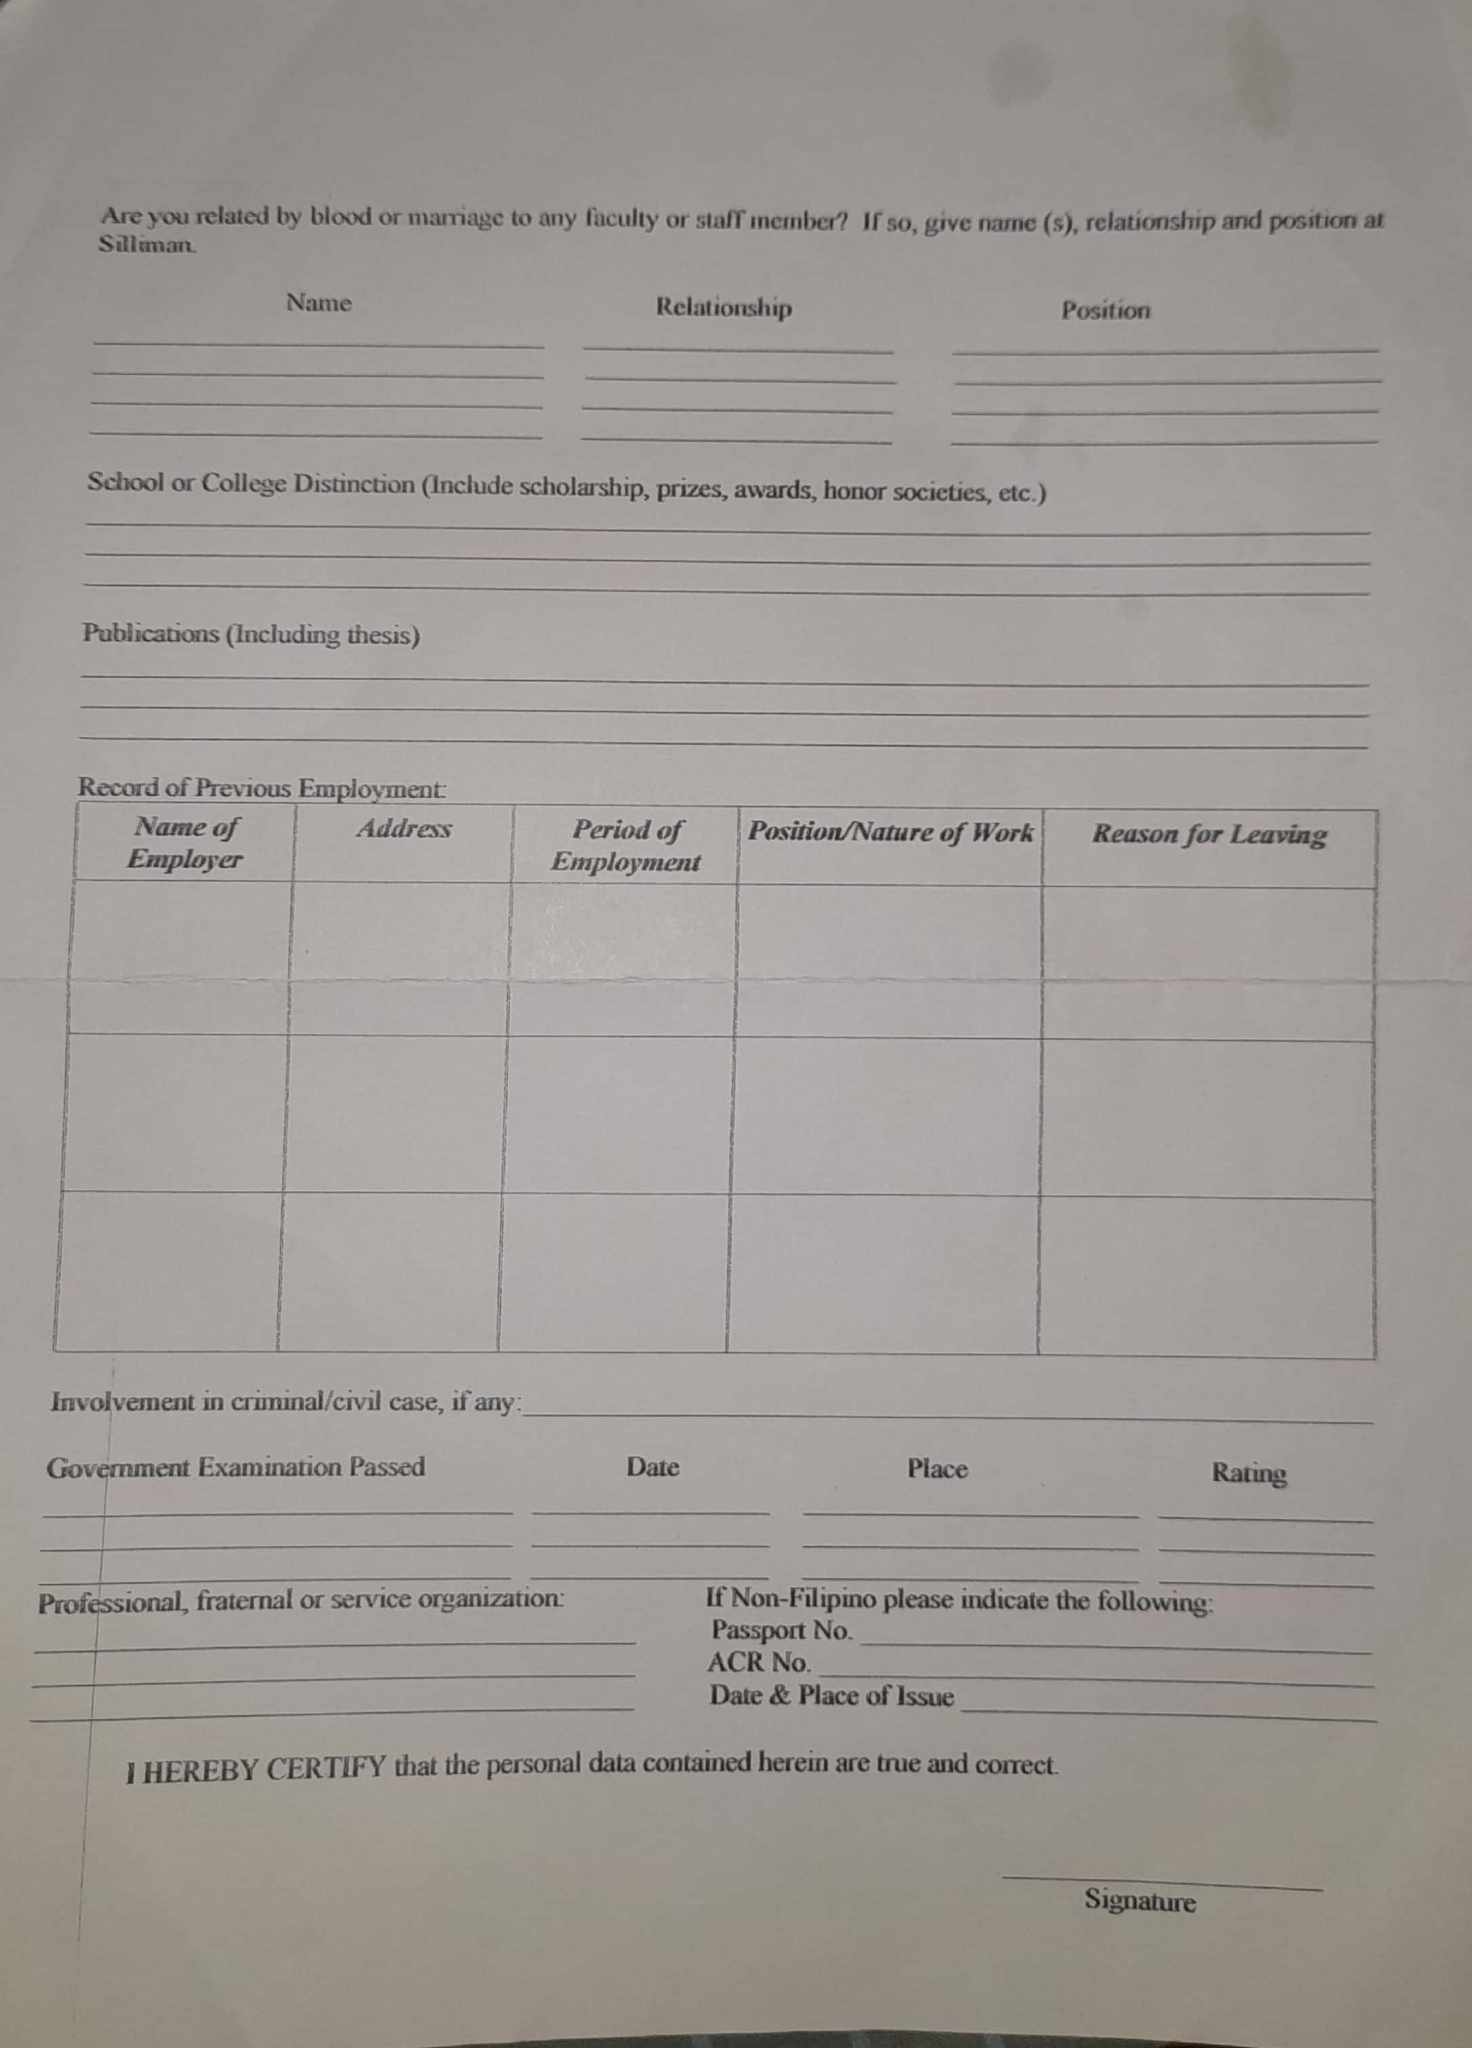 Are you related by blood or marriage to any faculty or staff member? If so, give name (s), relationship and position at
Silliman.
Name Relationship Position
School or College Distinction (Include scholarship, prizes, awards, honor societies, etc.)
Publications (Including thesis)
Record of Previous Employment:
Name of Employer Address Period of Employment Position/Nature of Work Reason for Leaving
Involvement in criminal/civil case, if any:
Government Examination Passed Date Place Rating
Professional, fraternal or service organization: If Non-Filipino please indicate the following:
Passport No.
ACR No.
Date & Place of Issue
I HEREBY CERTIFY that the personal data contained herein are true and correct.
Signature